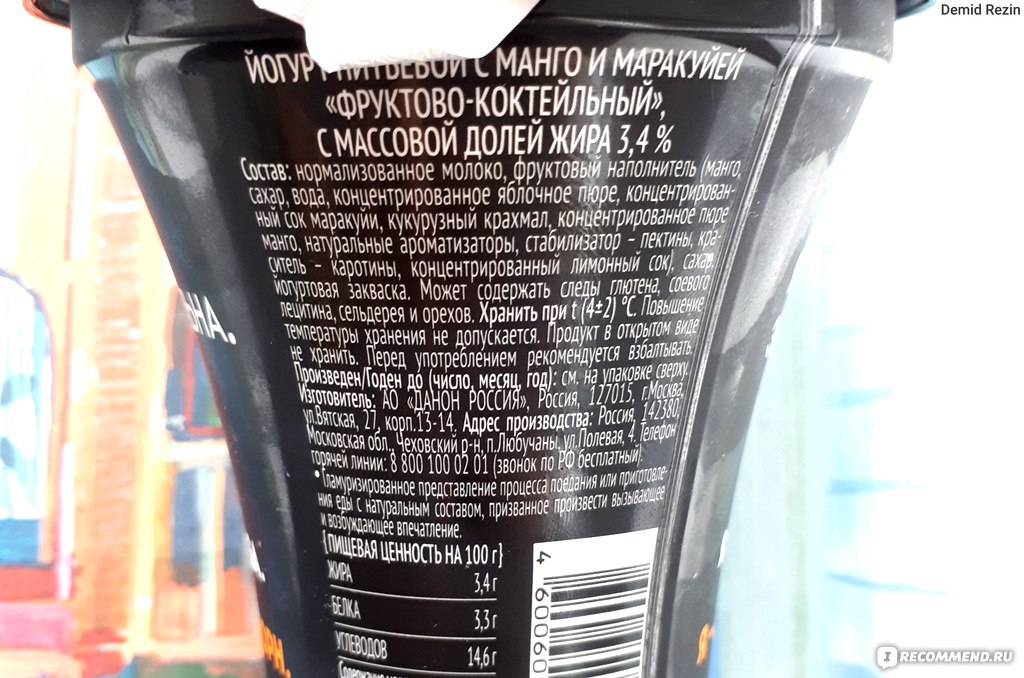 Demid Rezin
ЙОГУРТ ПИТЬЕВОЙ С МАНГО И МАРАКУЙЕЙ
«ФРУКТОВО-КОКТЕЙЛЬНЫЙ»,
С МАССОВОЙ ДОЛЕЙ ЖИРА 3,4 %
Состав: нормализованное молоко, фруктовый наполнитель (манго,
сахар, вода, концентрированное яблочное пюре, концентрирован-
ный сок маракуйи, кукурузный крахмал, концентрированное пюре
манго, натуральные ароматизаторы, стабилизатор – пектины, кра-
ситель – каротины, концентрированный лимонный сок), сахар,
йогуртовая закваска. Может содержать следы глютена, соевого
лецитина, сельдерея и орехов. Хранить при t (4±2) °С. Повышение
температуры хранения не допускается. Продукт в открытом виде
не хранить. Перед употреблением рекомендуется взбалтывать.
Произведен/Годен до (число, месяц, год): см. на упаковке сверху.
Изготовитель: АО «ДАНОН РОССИЯ», Россия, 127015, г.Москва,
ул.Вятская, 27, корп.13-14. Адрес производства: Россия, 142380,
Московская обл., Чеховский р-н, п.Любучаны, ул.Полевая, 4. Телефон
горячей линии: 8 800 100 02 01 (звонок по РФ бесплатный).
*Гламуризированное представление процесса поедания или приготовле-
ния еды с натуральным составом, призванное произвести вызывающее
и возбуждающее впечатление.
{ПИЩЕВАЯ ЦЕННОСТЬ НА 100 г}
ЖИРА 3,4 г
БЕЛКА 3,3 г
УГЛЕВОДОВ 14,6 г
Содержание
4 60060
ЬНА.
IRECOMMEND.RU